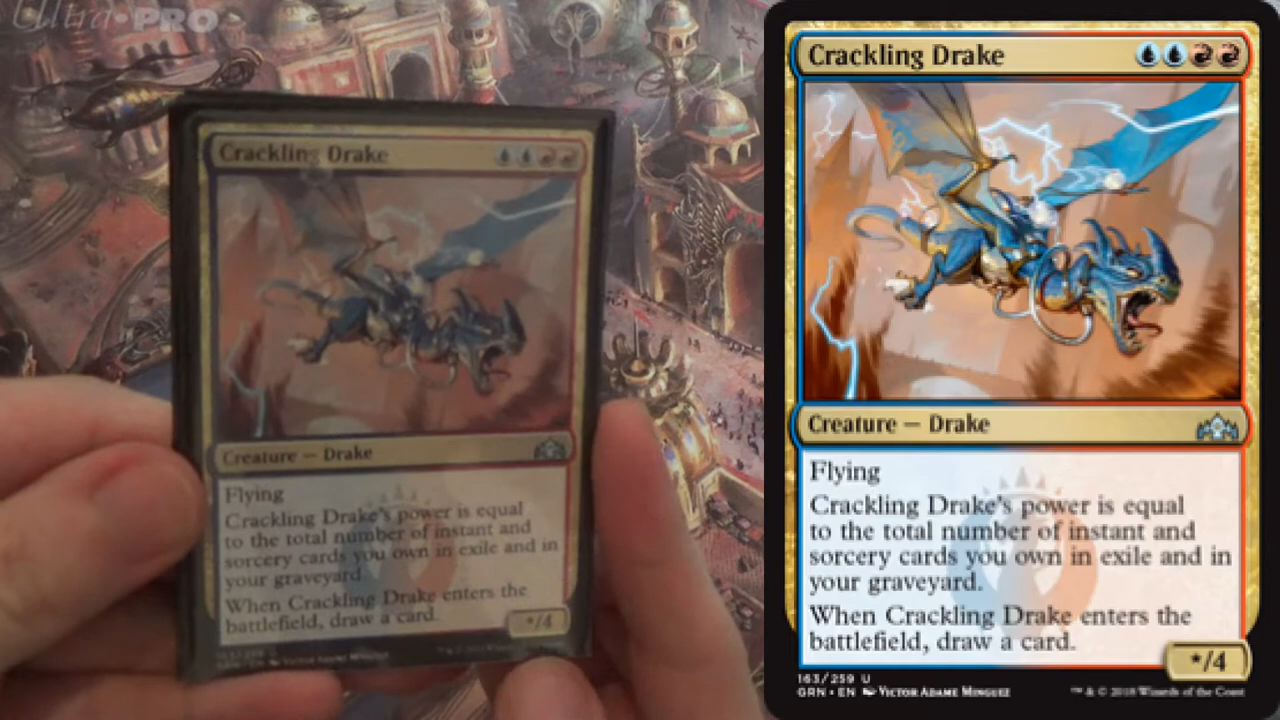 Ultra•PRO
Crackling Drake
Creature — Drake
Flying
Crackling Drake's power is equal
to the total number of instant and
sorcery cards you own in exile and in
your graveyard.
When Crackling Drake enters the
battlefield, draw a card.
*/4
Crackling Drake
Creature — Drake
Flying
Crackling Drake's power is equal
to the total number of instant and
sorcery cards you own in exile and in
your graveyard.
When Crackling Drake enters the
battlefield, draw a card.
*/4
163/259 U
GRN • EN Victor Adame Minguez
™ & © 2018 Wizards of the Coast